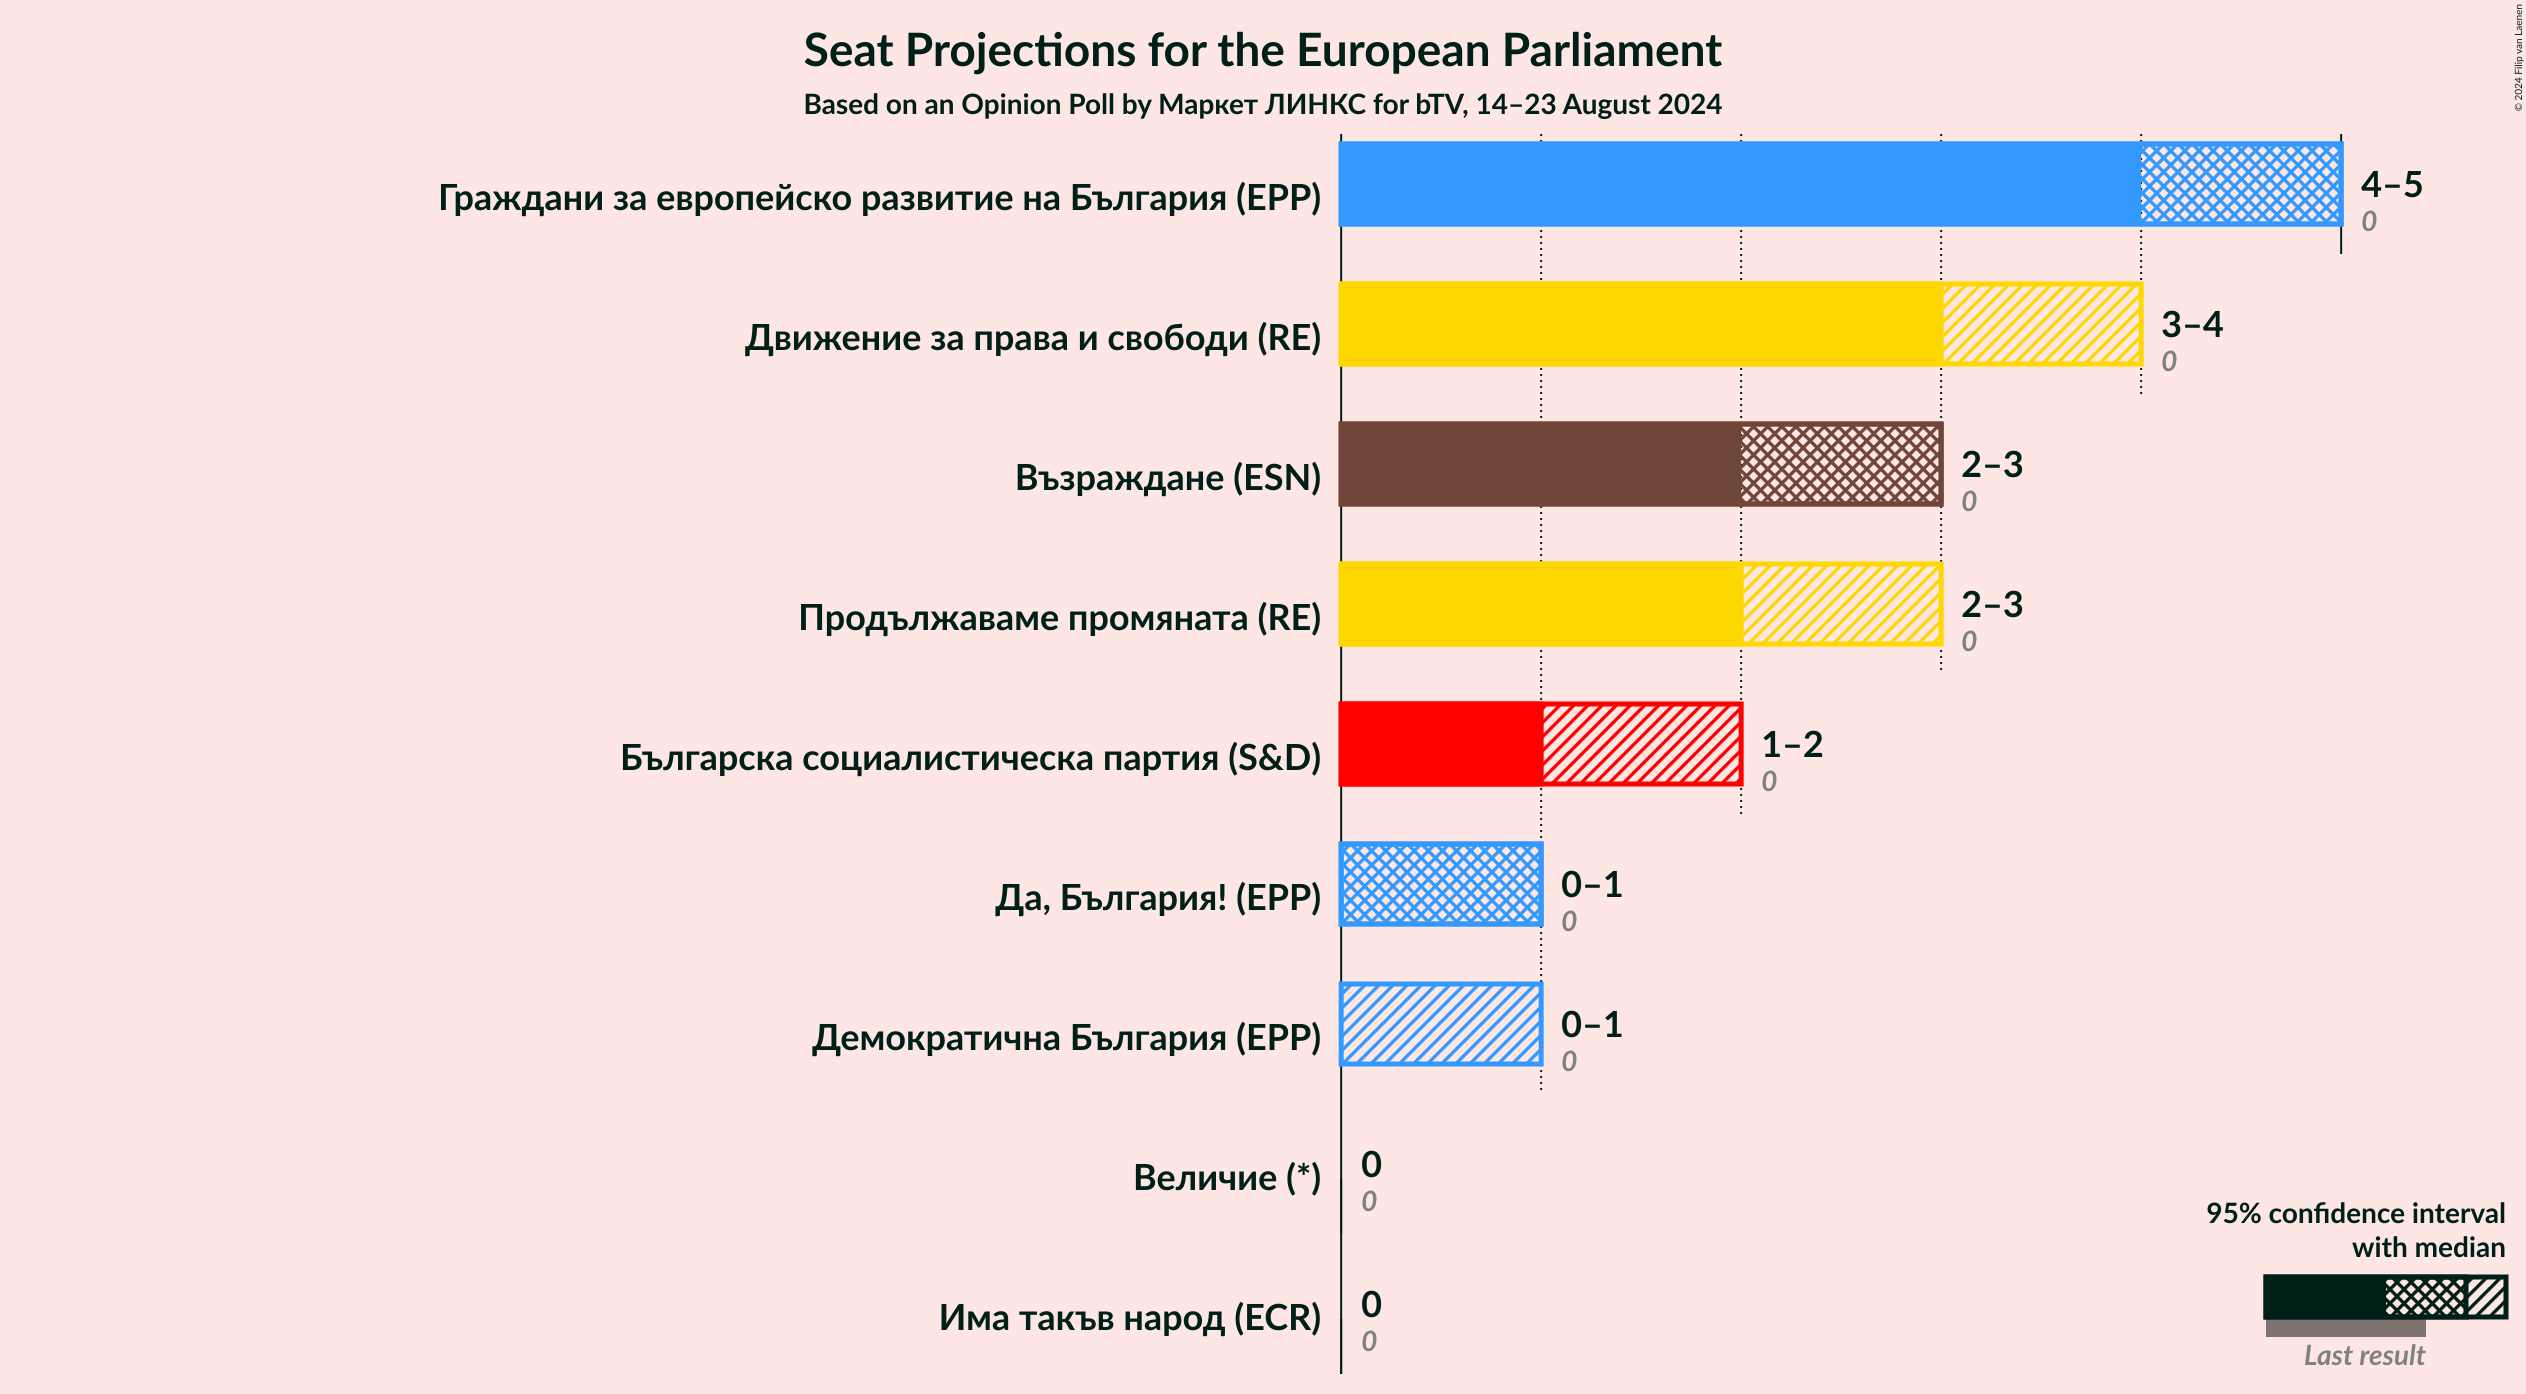 Seat Projections for the European Parliament
Based on an Opinion Poll by Маркет ЛИНКС for bTV, 14–23 August 2024
© 2024 Filip van Laenen
Граждани за европейско развитие на България (EPP)
4–5
0
Движение за права и свободи (RE)
3–4
0
Възраждане (ESN)
2–3
0
Продължаваме промяната (RE)
2–3
0
Българска социалистическа партия (S&D)
1–2
0
Да, България! (EPP)
0–1
0
Демократична България (EPP)
0–1
0
Величие (*)
0
0
Има такъв народ (ECR)
0
0
95% confidence interval
with median
Last result